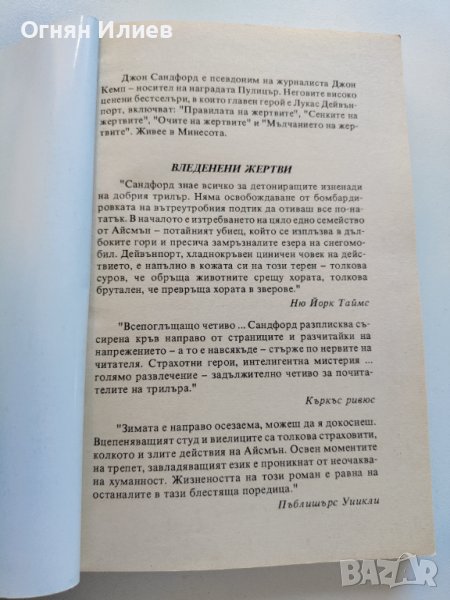 Огнян Илиев
Джон Сандфорд е псевдоним на журналиста Джон
Кемп – носител на наградата Пулицър. Неговите високо
ценени бестселъри, в които главен герой е Лукас Дейвън-
порт, включват: "Правилата на жертвите", "Сенките на
жертвите", "Очите на жертвите" и "Мълчанието на жер-
твите". Живее в Минесота.
ВЛЕДЕНЕНИ ЖЕРТВИ
"Сандфорд знае всичко за детониращите изненади
на добрия трилър. Няма освобождаване от бомбарди-
ровката на вътреутробния подтик да отиваш все по-на-
татък. В началото е изтребването на цяло едно семейство
от Айсмън – потайният убиец, който се изплъзва в дъл-
боките гори и пресича замръзналите езера на снегомо-
бил. Дейвънпорт, хладнокръвен циничен човек на дей-
ствието, е напълно в кожата си на този терен – толкова
суров, че обръща животните срещу хората, толкова
брутален, че превръща хората в зверове."
Ню Йорк Таймс
"Всепоглъщащо четиво ... Сандфорд разплисква съ-
сирена кръв направо от страниците и разчитайки на
напрежението – а то е навсякъде – стърже по нервите на
читателя. Страхотни герои, интелигентна мистерия ...
голямо развлечение – задължително четиво за почита-
телите на трилъра."
Къркъс ривюс
"Зимата е направо осезаема, можеш да я докоснеш.
Вцепеняващият студ и виелиците са толкова страховити,
колкото и злите действия на Айсмън. Освен моментите
на трепет, завладяващият език е проникнат от неочаква-
на хуманност. Жизнеността на този роман е равна на
останалите в тази блестяща поредица."
Пъблишърс Уикли
BAZAR.bg